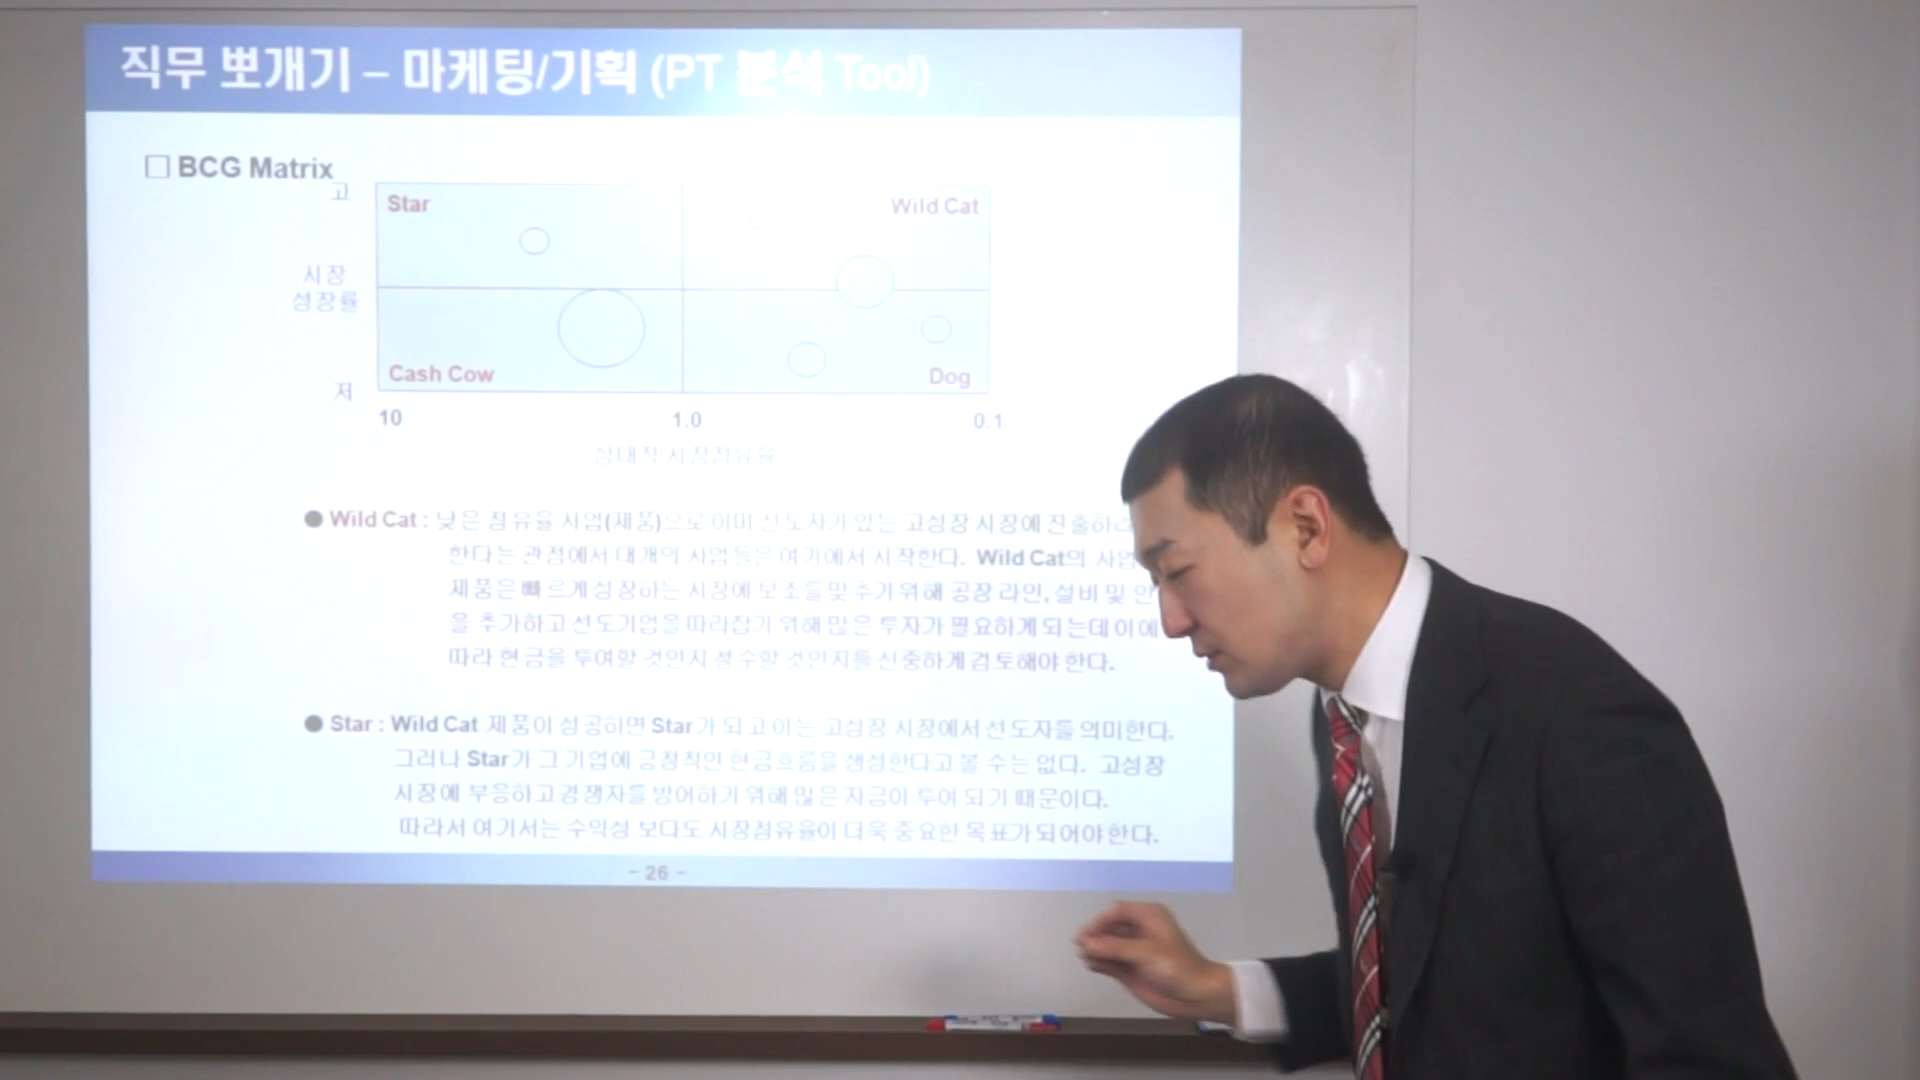 직무 뽀개기 – 마케팅/기획 (PT 분석 Tool)
□ BCG Matrix
고
Star
Wild Cat
시장
성장률
Cash Cow
Dog
저
10
1.0
0.1
상대적 시장점유율
● Wild Cat : 낮은 점유율 사업(제품)으로 이미 선도자가 있는 고성장 시장에 진출하려
한다는 관점에서 대개의 사업들은 여기에서 시작한다. Wild Cat의 사업
제품은 빠르게 성장하는 시장에 보조를 맞추기 위해 공장 라인, 설비 및 인
을 추가하고 선도기업을 따라잡기 위해 많은 투자가 필요하게 되는데 이에
따라 현금을 투여할 것인지 철수할 것인지를 신중하게 검토해야 한다.
● Star : Wild Cat 제품이 성공하면 Star가 되고 이는 고성장 시장에서 선도자를 의미한다.
그러나 Star가 그 기업에 긍정적인 현금흐름을 생성한다고 볼 수는 없다. 고성장
시장에 부응하고 경쟁자를 방어하기 위해 많은 자금이 투여 되기 때문이다.
따라서 여기서는 수익성 보다도 시장점유율이 더욱 중요한 목표가 되어야 한다.
- 26 -